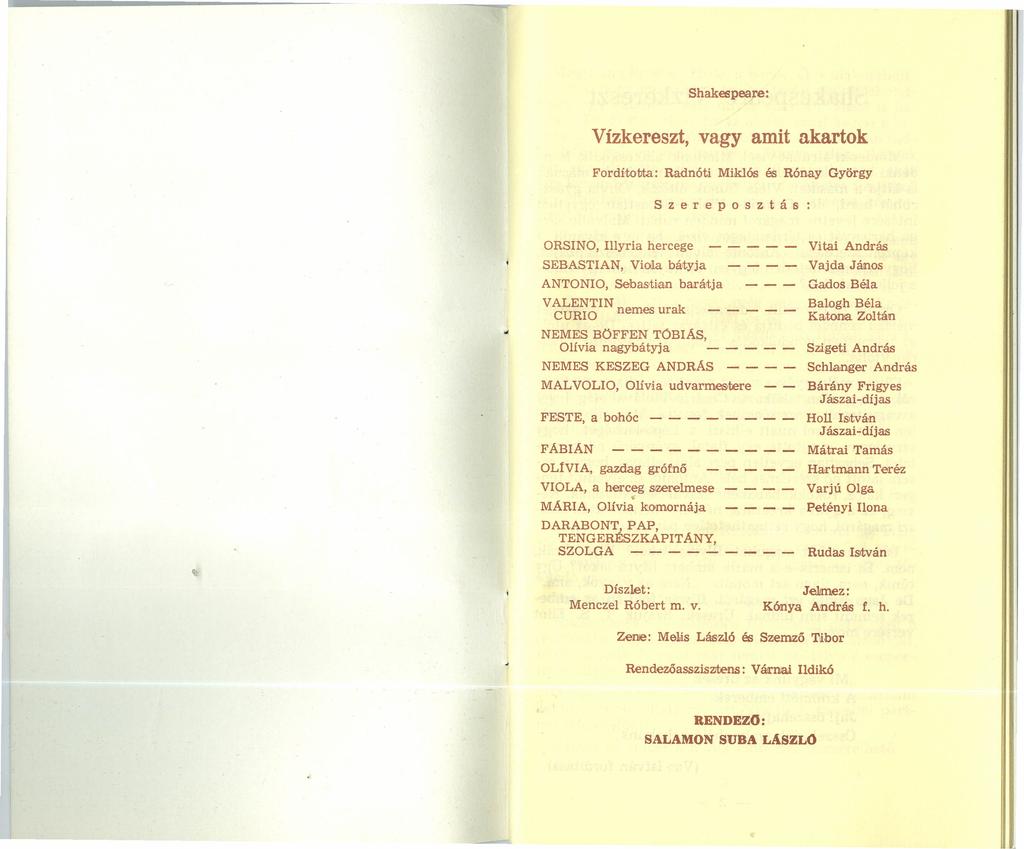 Shakespeare:
Vízkereszt, vagy amit akartok
Fordította: Radnóti Miklós és Rónay György
Szereposztás:
ORSINO, Illyria hercege — — — — — Vitai András
SEBASTIAN, Viola bátyja — — — — Vajda János
ANTONIO, Sebastian barátja — — — Gados Béla
VALENTIN nemes urak — — — — — Balogh Béla
CURIO Katona Zoltán
NEMES BÖFFEN TÓBIÁS,
Olívia nagybátyja — — — — — Szigeti András
NEMES KESZEG ANDRÁS — — — — Schlanger András
MALVOLIO, Olívia udvarmestere — — Bárány Frigyes
Jászai-díjas
FESTE, a bohóc — — — — — — — — Holl István
Jászai-díjas
FÁBIÁN — — — — — — — — — — Mátrai Tamás
OLÍVIA, gazdag grófnő — — — — — Hartmann Teréz
VIOLA, a herceg szerelmese — — — — Varjú Olga
MÁRIA, Olívia komornája — — — — Petényi Ilona
DARABONT, PAP,
TENGERÉSZKAPITÁNY,
SZOLGA — — — — — — — — — Rudas István
Díszlet: Jelmez:
Menczel Róbert m. v. Kónya András f. h.
Zene: Melis László és Szemző Tibor
Rendezőasszisztens: Várnai Ildikó
RENDEZŐ:
SALAMON SUBA LÁSZLÓ